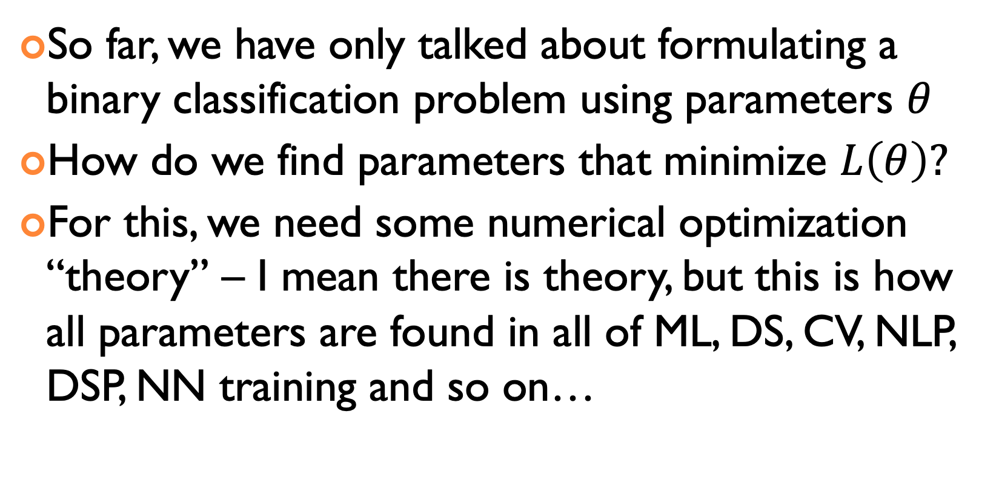 So far, we have only talked about formulating a
binary classification problem using parameters θ
How do we find parameters that minimize L(θ)?
For this, we need some numerical optimization
“theory” – I mean there is theory, but this is how
all parameters are found in all of ML, DS, CV, NLP,
DSP, NN training and so on…